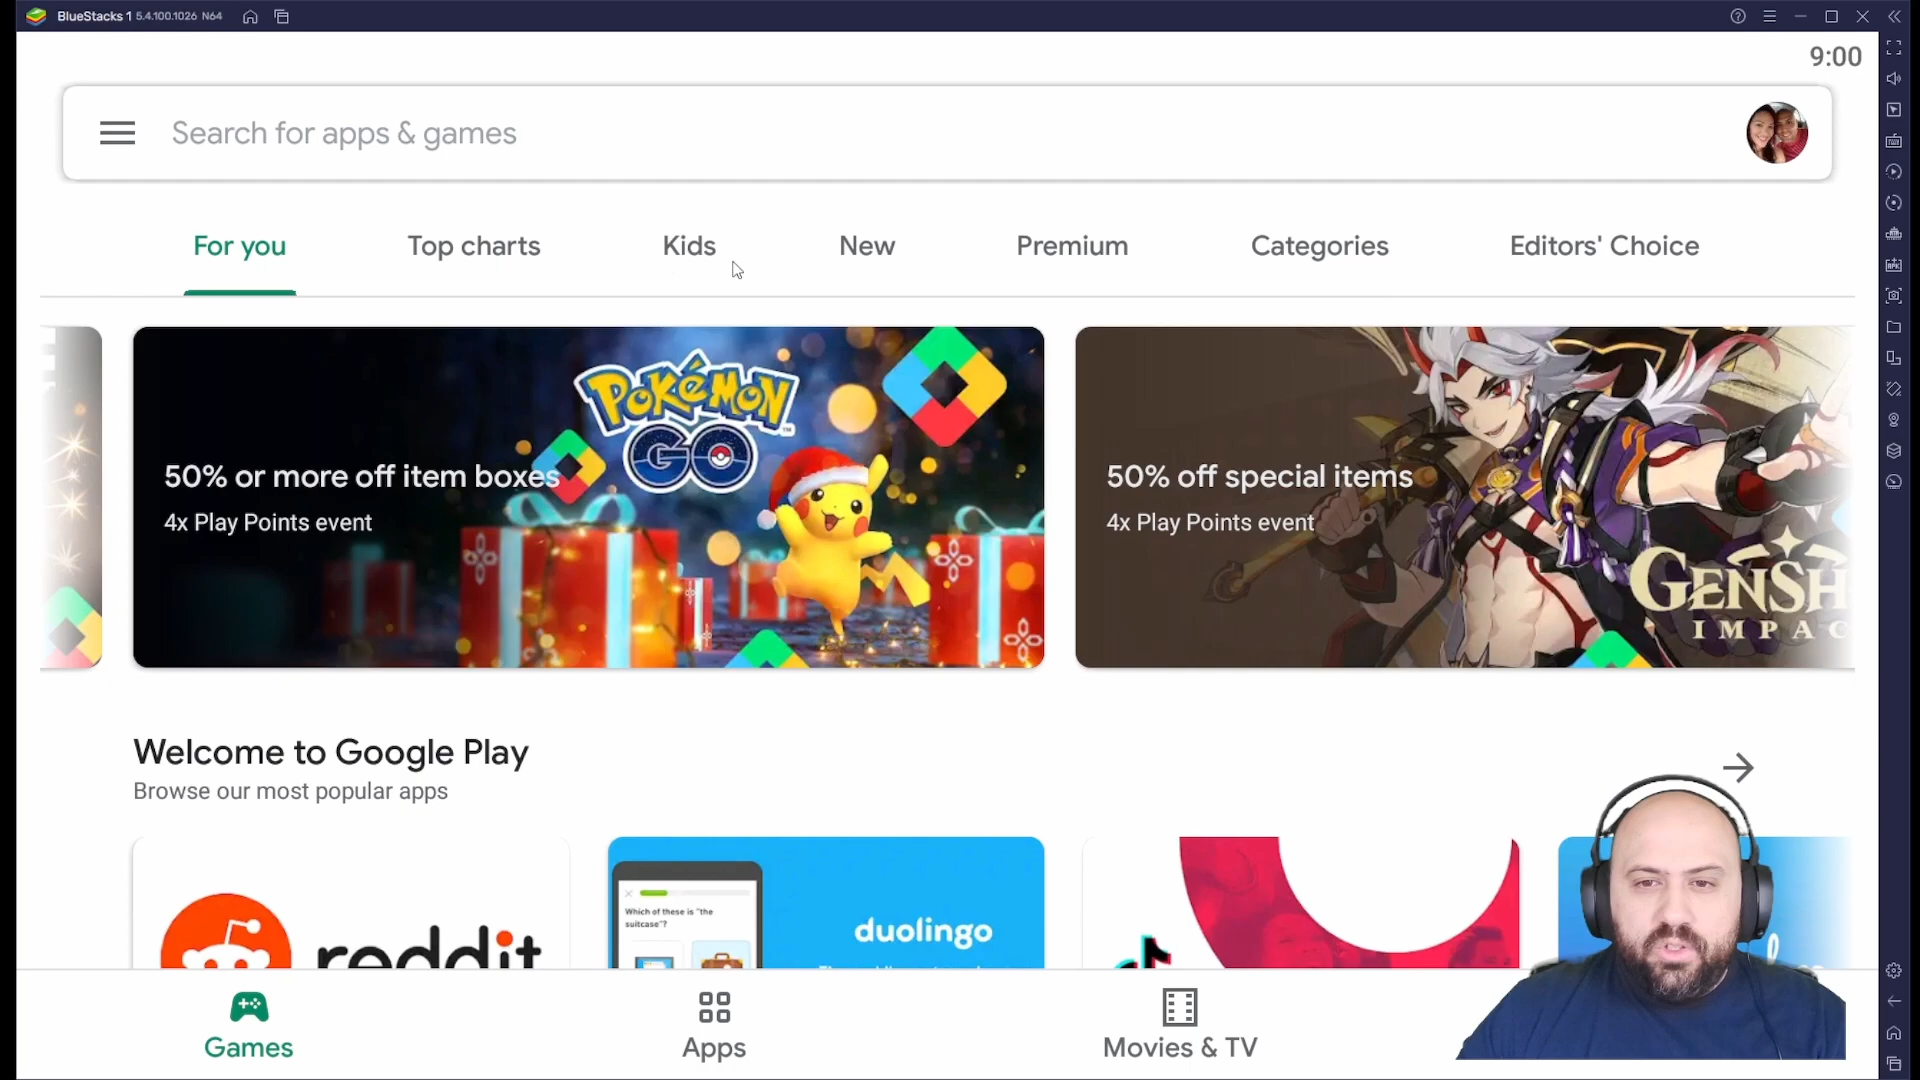 BlueStacks 1 5.4.100.1026 N64
9:00
Search for apps & games
For you
Top charts
Kids
New
Premium
Categories
Editors' Choice
POKÉMON
GO
50% or more off item boxes
4x Play Points event
50% off special items
4x Play Points event
GENSH
IMPAC
Welcome to Google Play
Browse our most popular apps
Which of these is "the
suitcase"?
reddit
duolingo
Games
Apps
Movies & TV